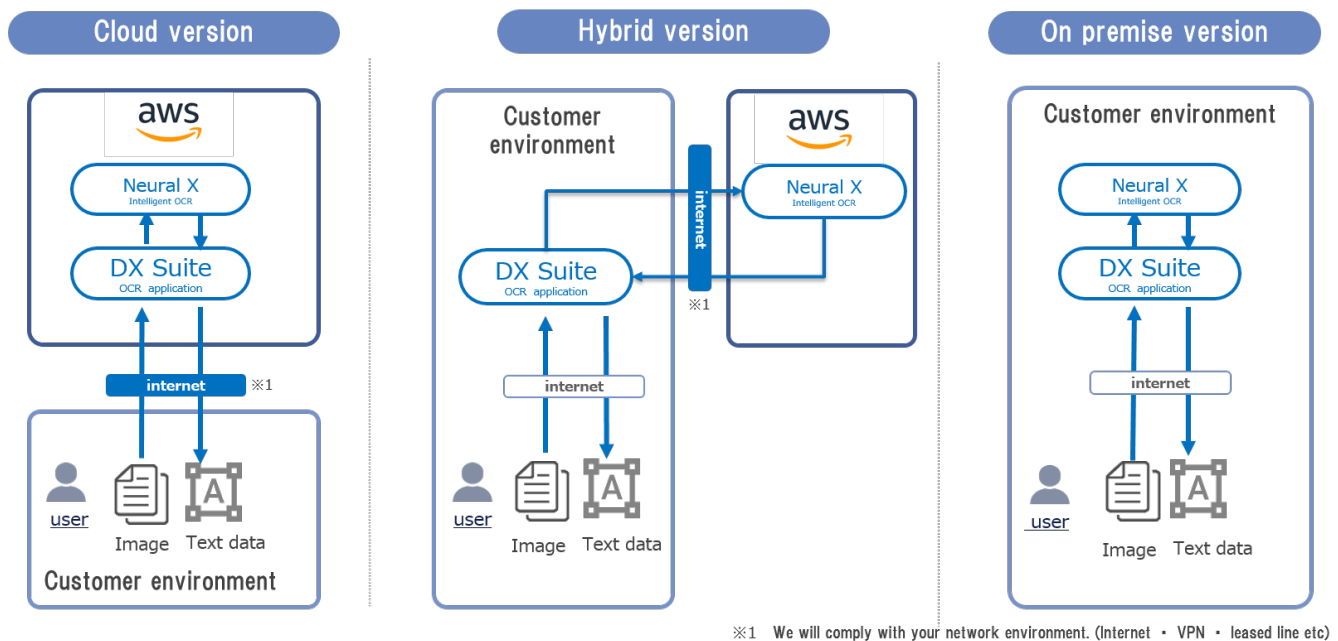 Cloud version
aws
Neural X
Intelligent OCR
DX Suite
OCR application
internet ※1
user
Image
Text data
Customer environment
Hybrid version
Customer
environment
aws
Neural X
Intelligent OCR
internet
※1
DX Suite
OCR application
internet
user
Image
Text data
On premise version
Customer environment
Neural X
Intelligent OCR
DX Suite
OCR application
internet
A
A
A
user
Image
Text data
※1 We will comply with your network environment. (Internet ・ VPN ・ leased line etc)